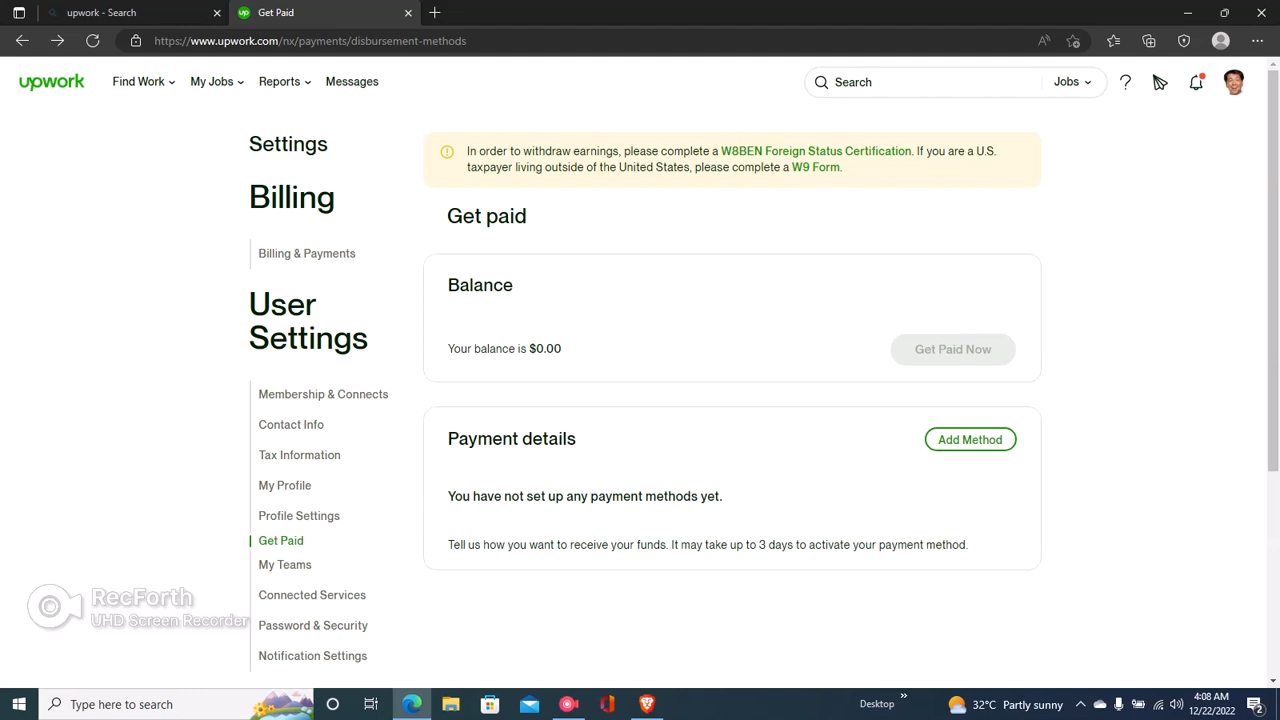 upwork - Search
up Get Paid
https://www.upwork.com/nx/payments/disbursement-methods
upwork
Find Work
My Jobs
Reports
Messages
Search
Jobs
Settings
Billing
Billing & Payments
User
Settings
Membership & Connects
Contact Info
Tax Information
My Profile
Profile Settings
Get Paid
My Teams
Connected Services
Password & Security
Notification Settings
In order to withdraw earnings, please complete a W8BEN Foreign Status Certification. If you are a U.S.
taxpayer living outside of the United States, please complete a W9 Form.
Get paid
Balance
Your balance is $0.00
Get Paid Now
Payment details
Add Method
You have not set up any payment methods yet.
Tell us how you want to receive your funds. It may take up to 3 days to activate your payment method.
RecForth
UHD Screen Recorder
Type here to search
Desktop
32°C Partly sunny
4:08 AM
12/22/2022
2